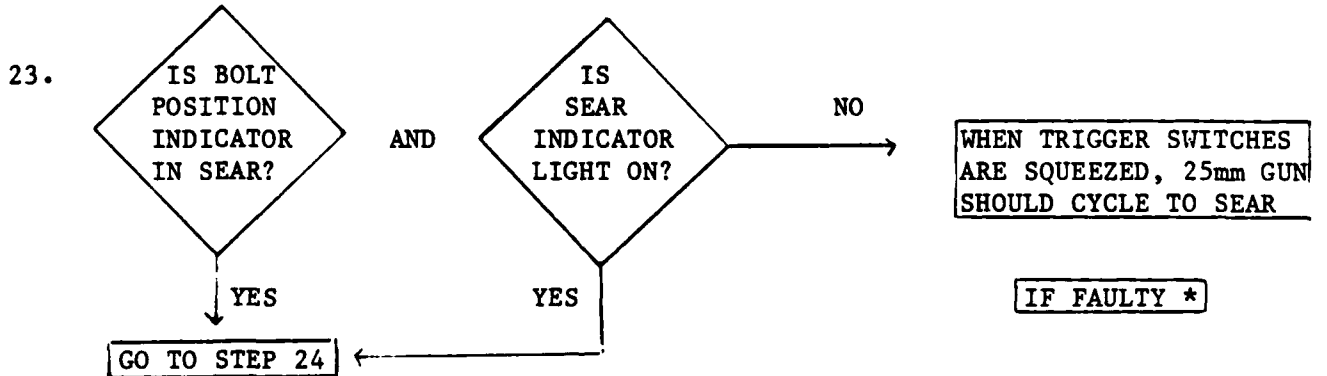 23.
IS BOLT
POSITION
INDICATOR
IN SEAR?
AND
IS
SEAR
INDICATOR
LIGHT ON?
NO
WHEN TRIGGER SWITCHES
ARE SQUEEZED, 25mm GUN
SHOULD CYCLE TO SEAR
YES
YES
IF FAULTY *
GO TO STEP 24